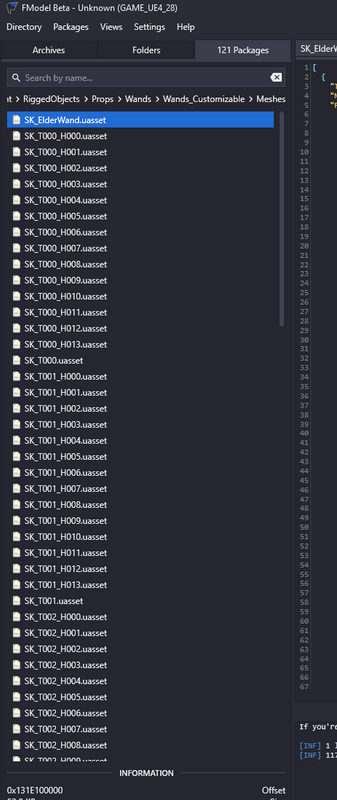 FModel Beta - Unknown (GAME_UE4_28)
Directory Packages Views Settings Help
Archives Folders 121 Packages SK_ElderW
Search by name...
nt > RiggedObjects > Props > Wands > Wands_Customizable > Meshes
SK_ElderWand.uasset
SK_T000_H000.uasset
SK_T000_H001.uasset
SK_T000_H002.uasset
SK_T000_H003.uasset
SK_T000_H004.uasset
SK_T000_H005.uasset
SK_T000_H006.uasset
SK_T000_H007.uasset
SK_T000_H008.uasset
SK_T000_H009.uasset
SK_T000_H010.uasset
SK_T000_H011.uasset
SK_T000_H012.uasset
SK_T000_H013.uasset
SK_T000.uasset
SK_T001_H000.uasset
SK_T001_H001.uasset
SK_T001_H002.uasset
SK_T001_H003.uasset
SK_T001_H004.uasset
SK_T001_H005.uasset
SK_T001_H006.uasset
SK_T001_H007.uasset
SK_T001_H008.uasset
SK_T001_H009.uasset
SK_T001_H010.uasset
SK_T001_H011.uasset
SK_T001_H012.uasset
SK_T001_H013.uasset
SK_T001.uasset
SK_T002_H000.uasset
SK_T002_H001.uasset
SK_T002_H002.uasset
SK_T002_H003.uasset
SK_T002_H004.uasset
SK_T002_H005.uasset
SK_T002_H006.uasset
SK_T002_H007.uasset
SK_T002_H008.uasset
SK_T002_H009.uasset
INFORMATION
0x131E100000 Offset
1 [
2 {
3 "
4 "
5 "
6
7
8
9
10
11
12
13
14
15
16
17
18
19
20
21
22
23
24
25
26
27
28
29
30
31
32
33
34
35
36
37
38
39
40
41
42
43
44
45
46
47
48
49
50
51
52
53
54
55
56
57
58
59
60
61
62
63
64
65
66
67
If you're
[INF] 1
[INF] 117